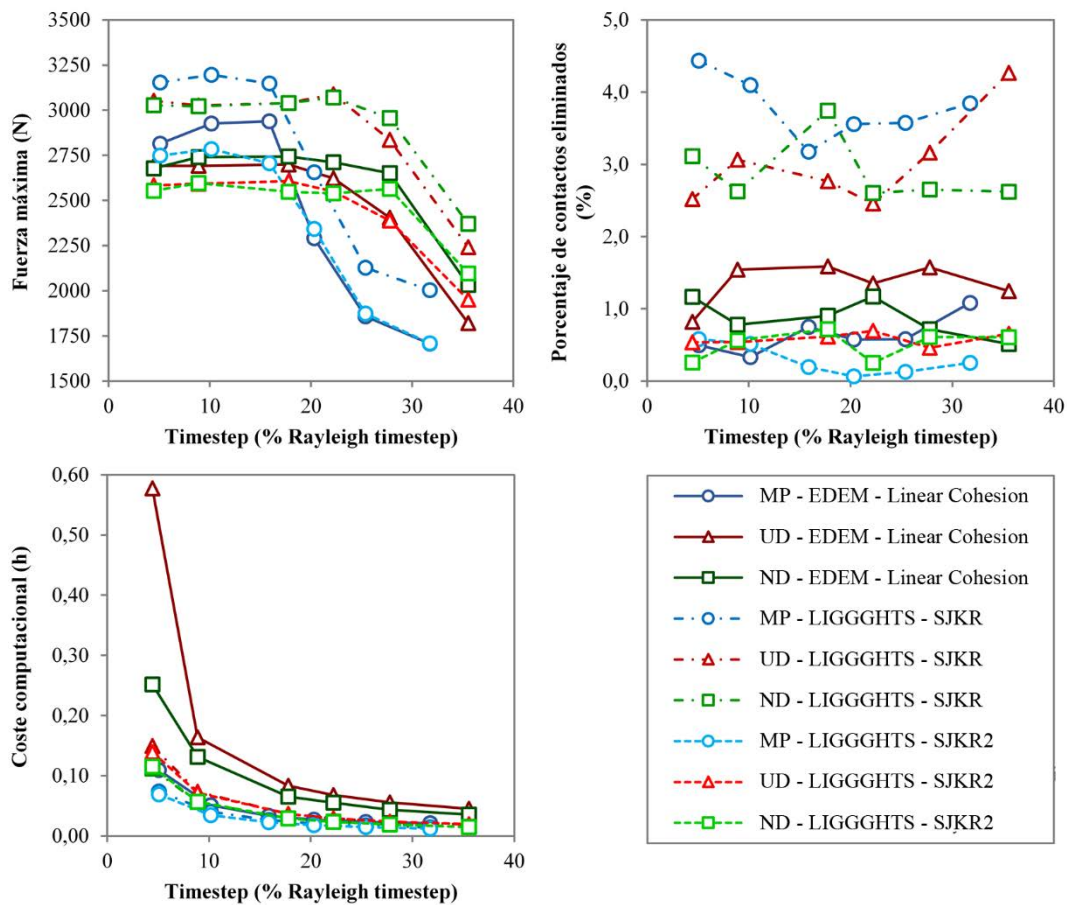 Fuerza máxima (N)
3500
3250
3000
2750
2500
2250
2000
1750
1500
0
10
20
30
40
Timestep (% Rayleigh timestep)
Porcentaje de contactos eliminados
(%)
5,0
4,0
3,0
2,0
1,0
0,0
0
10
20
30
40
Timestep (% Rayleigh timestep)
Coste computacional (h)
0,60
0,50
0,40
0,30
0,20
0,10
0,00
0
10
20
30
40
Timestep (% Rayleigh timestep)
MP - EDEM - Linear Cohesion
UD - EDEM - Linear Cohesion
ND - EDEM - Linear Cohesion
MP - LIGGGHTS - SJKR
UD - LIGGGHTS - SJKR
ND - LIGGGHTS - SJKR
MP - LIGGGHTS - SJKR2
UD - LIGGGHTS - SJKR2
ND - LIGGGHTS - SJKR2